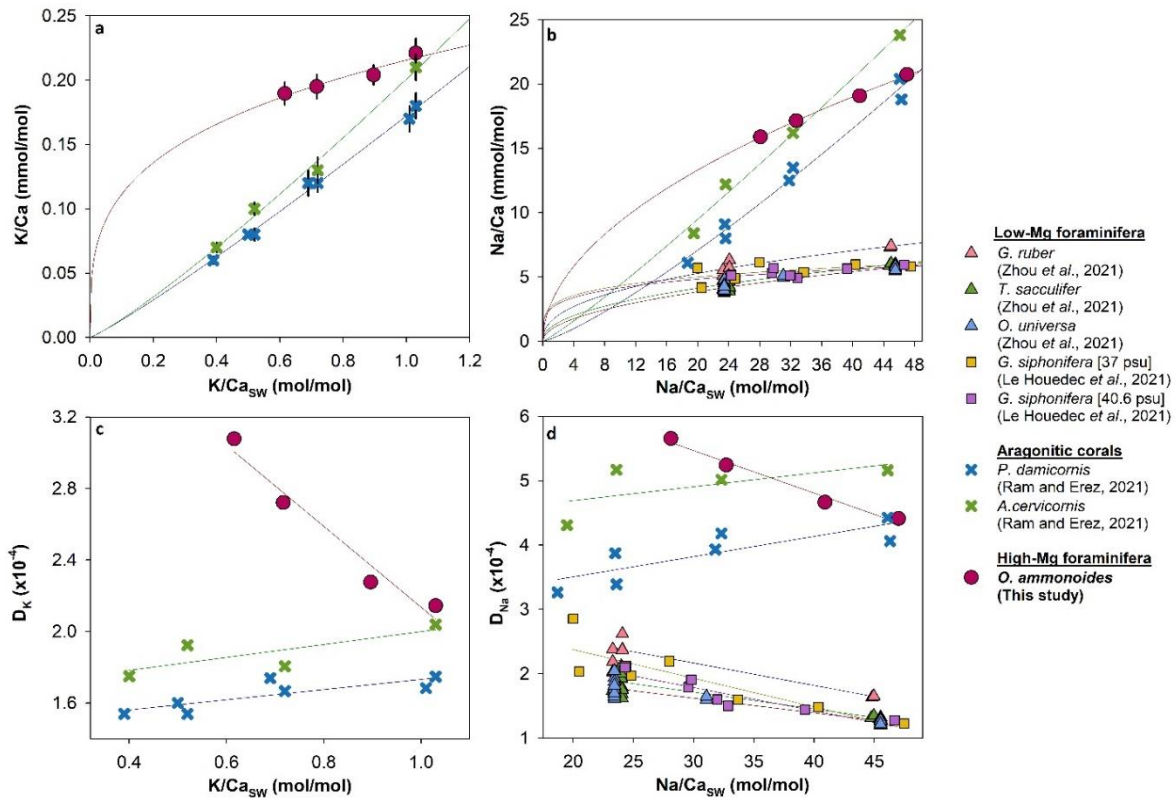 a
0.25
0.20
0.15
0.10
0.05
0.00
K/Ca (mmol/mol)
0.0 0.2 0.4 0.6 0.8 1.0 1.2
K/Ca_SW (mol/mol)
b
25
20
15
10
5
0
Na/Ca (mmol/mol)
0 4 8 12 16 20 24 28 32 36 40 44 48
Na/Ca_SW (mol/mol)
c
3.2
2.8
2.4
2.0
1.6
D_K (x10⁻⁴)
0.4 0.6 0.8 1.0
K/Ca_SW (mol/mol)
d
6
5
4
3
2
1
D_Na (x10⁻⁴)
20 25 30 35 40 45
Na/Ca_SW (mol/mol)
Low-Mg foraminifera
G. ruber
(Zhou et al., 2021)
T. sacculifer
(Zhou et al., 2021)
O. universa
(Zhou et al., 2021)
G. siphonifera [37 psu]
(Le Houedec et al., 2021)
G. siphonifera [40.6 psu]
(Le Houedec et al., 2021)
Aragonitic corals
P. damicornis
(Ram and Erez, 2021)
A.cervicornis
(Ram and Erez, 2021)
High-Mg foraminifera
O. ammonoides
(This study)